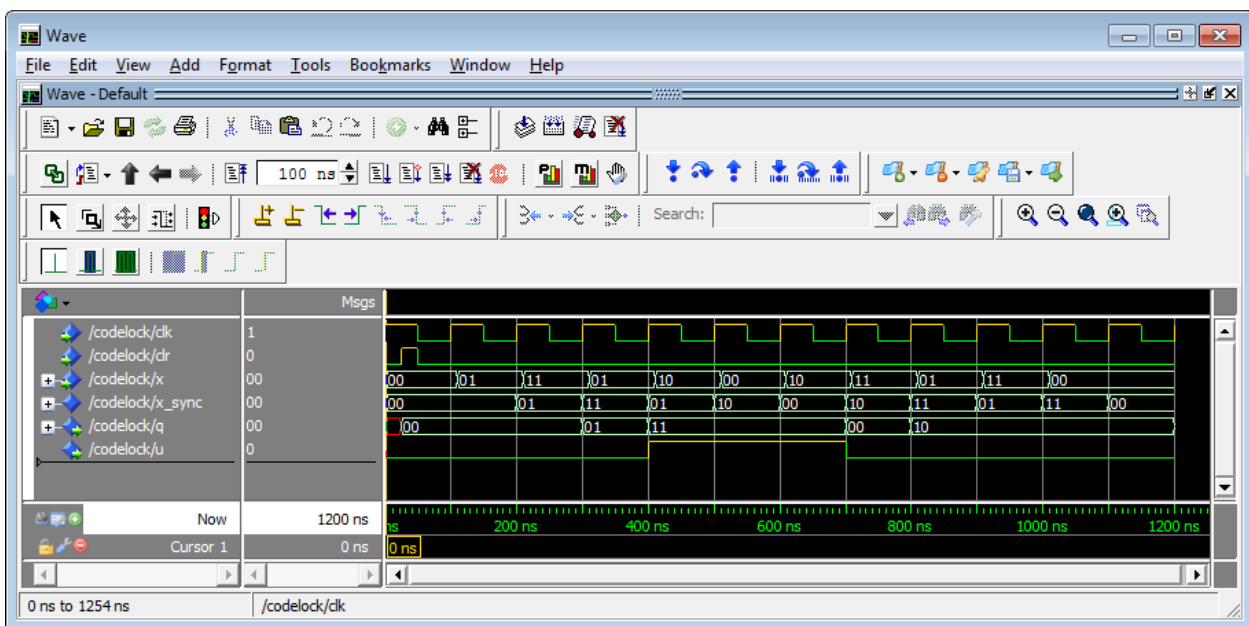 Wave
File Edit View Add Format Tools Bookmarks Window Help
Wave - Default
100 ns
Search:
Msgs
/codelock/clk 1
/codelock/clr 0
/codelock/x 00 00 01 11 01 10 00 10 11 01 11 00
/codelock/x_sync 00 00 01 11 01 10 00 10 11 01 11 00
/codelock/q 00 00 01 11 00 10
/codelock/u 0
Now 1200 ns ns 200 ns 400 ns 600 ns 800 ns 1000 ns 1200 ns
Cursor 1 0 ns 0 ns
0 ns to 1254 ns /codelock/clk